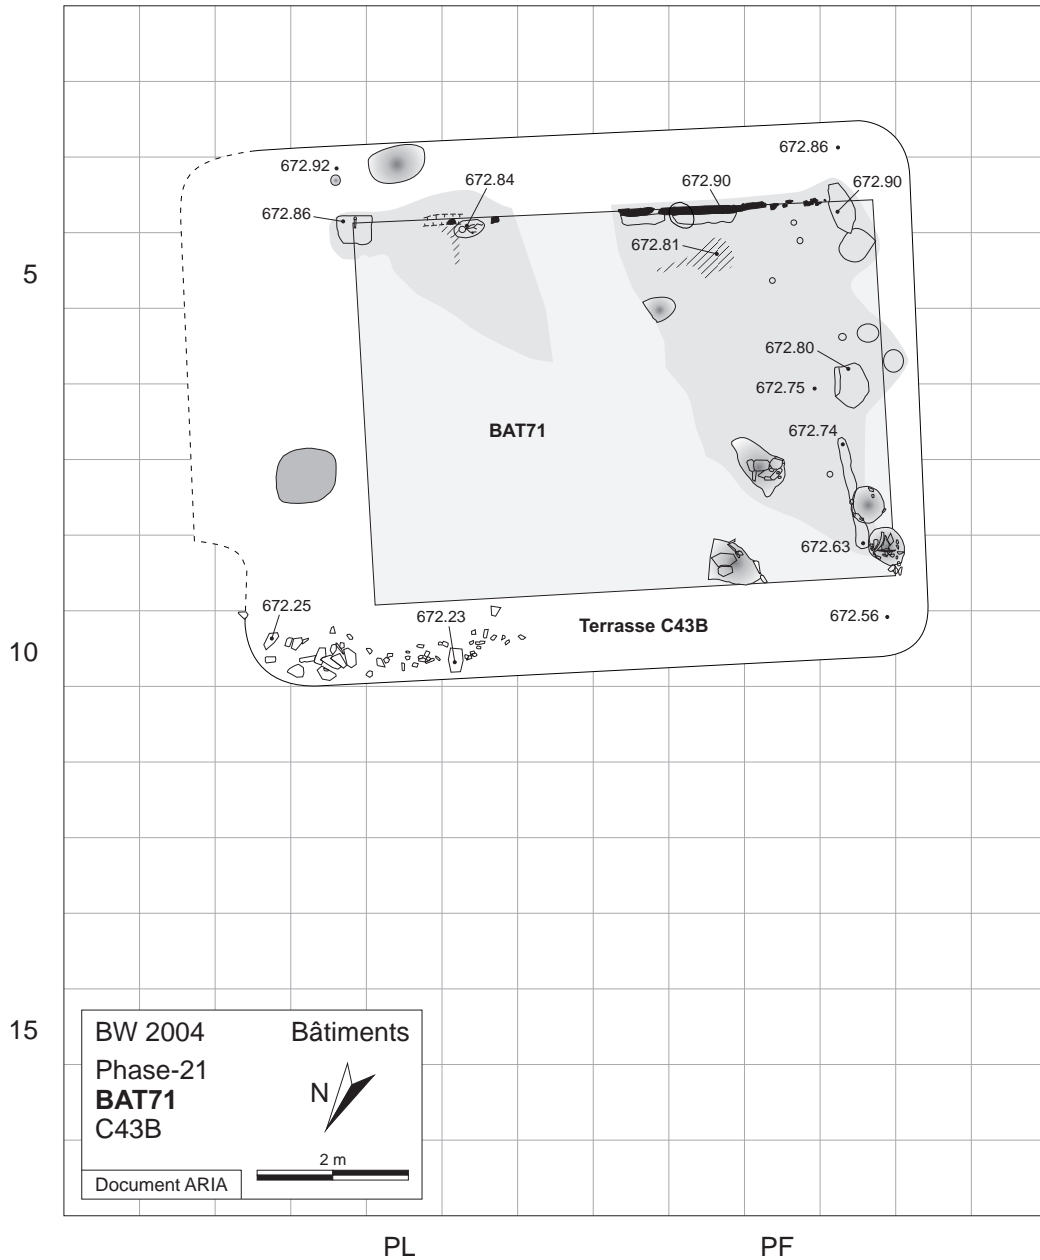 672.86
672.92
672.84
672.90
672.90
672.86
672.81
5
672.80
672.75
BAT71
672.74
672.63
672.25
672.23
672.56
Terrasse C43B
10
15
BW 2004 Bâtiments
Phase-21
BAT71
C43B
N
2 m
Document ARIA
PL PF